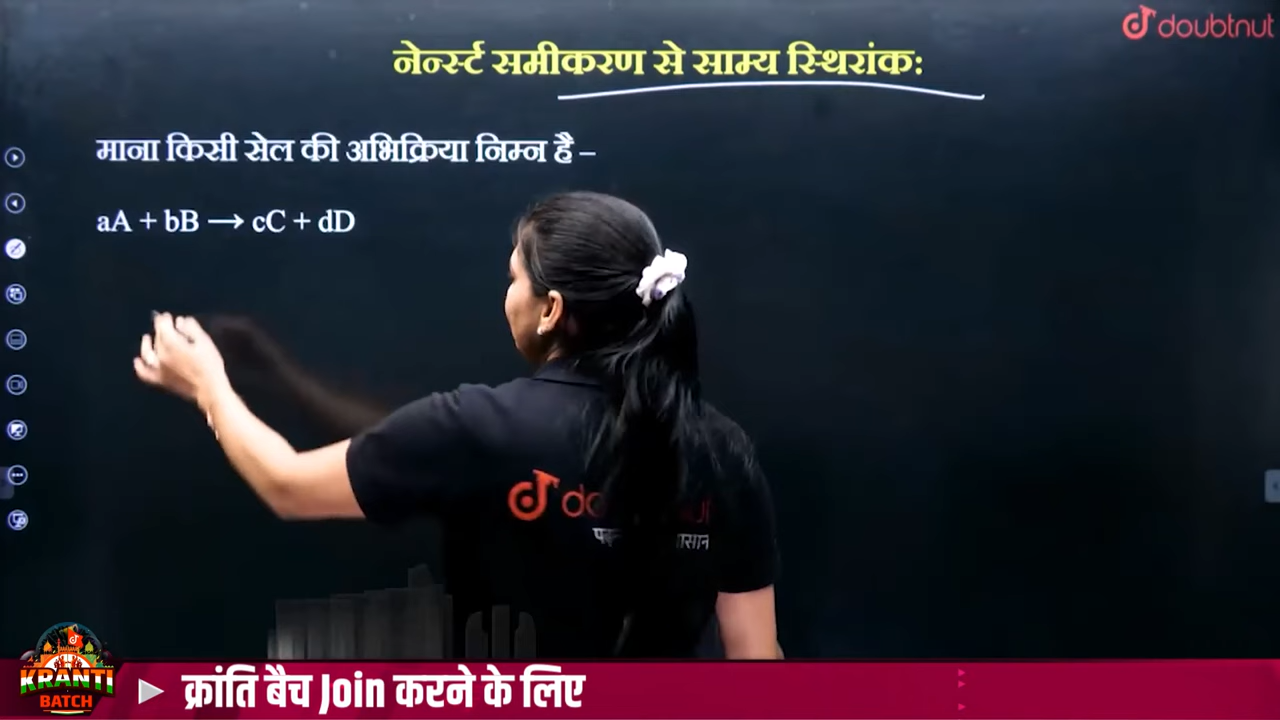 doubtnut
नेर्न्स्ट समीकरण से साम्य स्थिरांक:
माना किसी सेल की अभिक्रिया निम्न है –
aA + bB → cC + dD
KRANTI
BATCH
क्रांति बैच Join करने के लिए